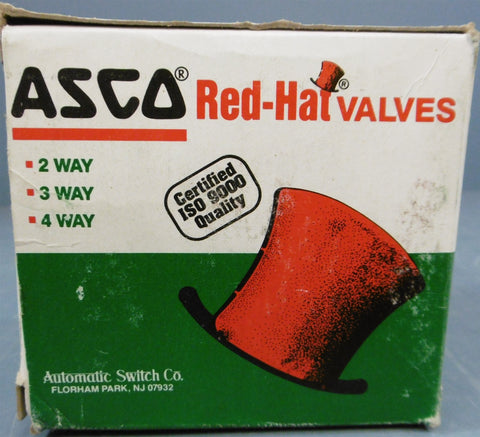 ASCO® Red-Hat® VALVES
▪ 2 WAY
▪ 3 WAY
▪ 4 WAY
Certified
ISO 9000
Quality
Automatic Switch Co.
FLORHAM PARK, NJ 07932